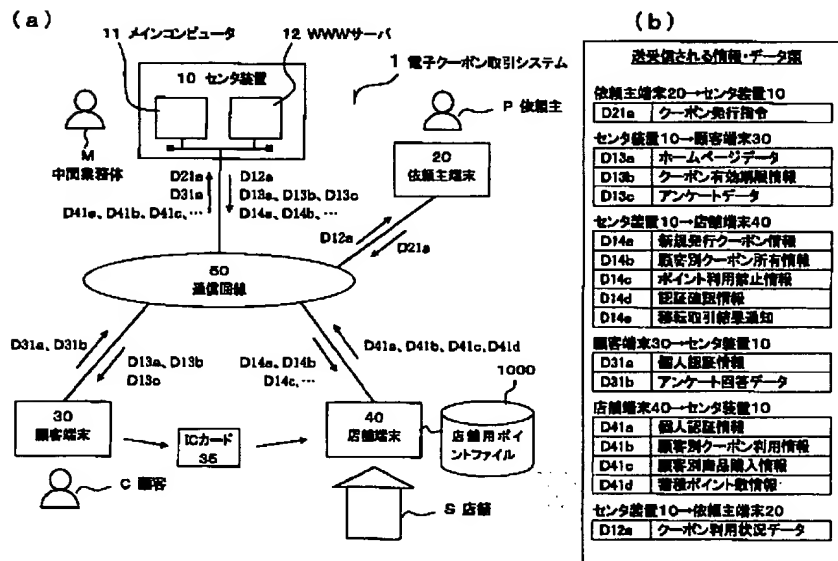 (a)
11 メインコンピュータ
12 WWWサーバ
10 センタ装置
1 電子クーポン取引システム
M
中間業務体
P 依頼主
20
依頼主端末
D21a
D31a
D41a、D41b、D41c、…
D12a
D13a、D13b、D13c
D14a、D14b、…
D12a
D21a
50
通信回線
D31a、D31b
D13a、D13b
D13c
D14a、D14b
D14c、…
D41a、D41b、D41c、D41d
30
顧客端末
ICカード
35
40
店舗端末
1000
店舗用ポイ
ントファイル
C 顧客
S 店舗
(b)
送受信される情報・データ類
依頼主端末20→センタ装置10
D21a クーポン発行指令
センタ装置10→顧客端末30
D13a ホームページデータ
D13b クーポン有効期限情報
D13c アンケートデータ
センタ装置10→店舗端末40
D14a 新規発行クーポン情報
D14b 顧客別クーポン所有情報
D14c ポイント利用禁止情報
D14d 認証確認情報
D14e 移転取引結果通知
顧客端末30→センタ装置10
D31a 個人認証情報
D31b アンケート回答データ
店舗端末40→センタ装置10
D41a 個人認証情報
D41b 顧客別クーポン利用情報
D41c 顧客別商品購入情報
D41d 蓄積ポイント数情報
センタ装置10→依頼主端末20
D12a クーポン利用状況データ